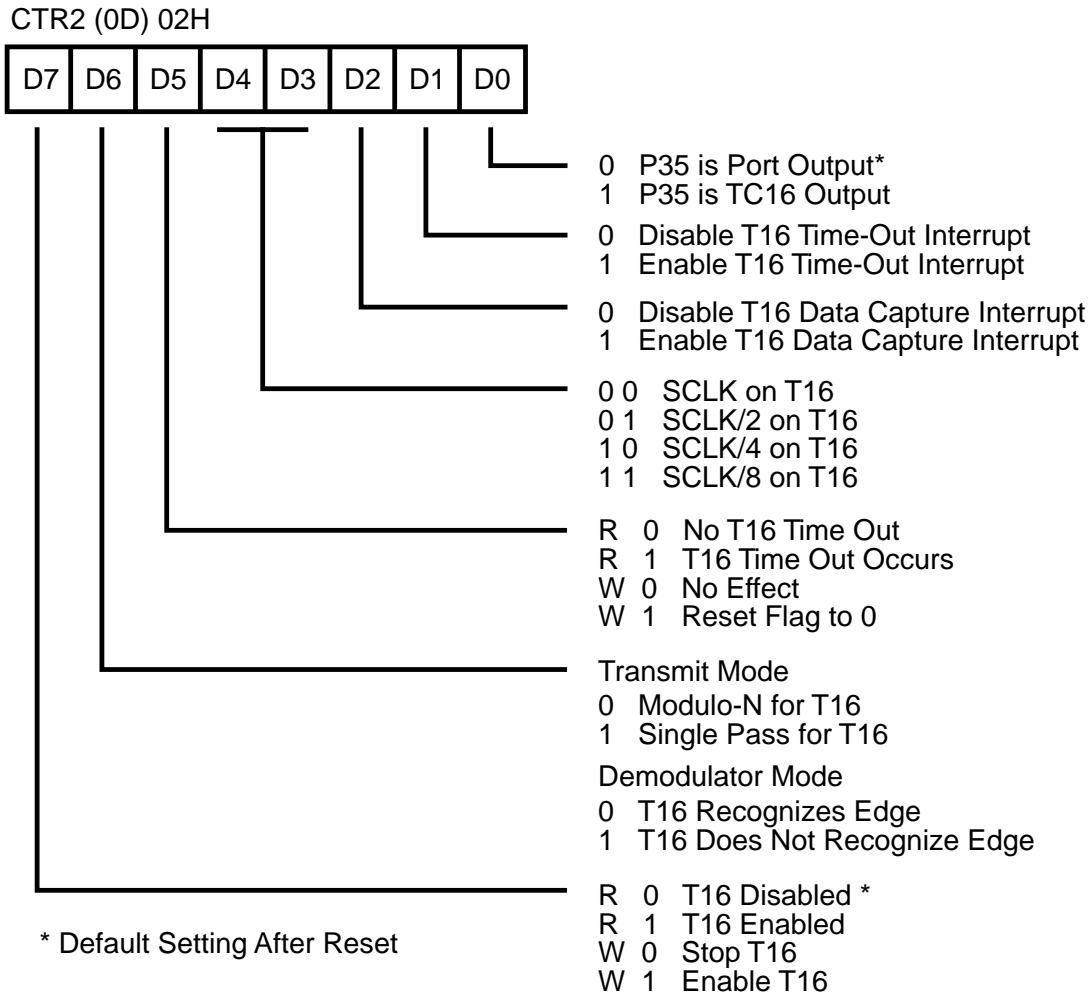 CTR2 (0D) 02H
D7 D6 D5 D4 D3 D2 D1 D0
0 P35 is Port Output*
1 P35 is TC16 Output
0 Disable T16 Time-Out Interrupt
1 Enable T16 Time-Out Interrupt
0 Disable T16 Data Capture Interrupt
1 Enable T16 Data Capture Interrupt
0 0 SCLK on T16
0 1 SCLK/2 on T16
1 0 SCLK/4 on T16
1 1 SCLK/8 on T16
R 0 No T16 Time Out
R 1 T16 Time Out Occurs
W 0 No Effect
W 1 Reset Flag to 0
Transmit Mode
0 Modulo-N for T16
1 Single Pass for T16
Demodulator Mode
0 T16 Recognizes Edge
1 T16 Does Not Recognize Edge
R 0 T16 Disabled *
R 1 T16 Enabled
W 0 Stop T16
W 1 Enable T16
* Default Setting After Reset